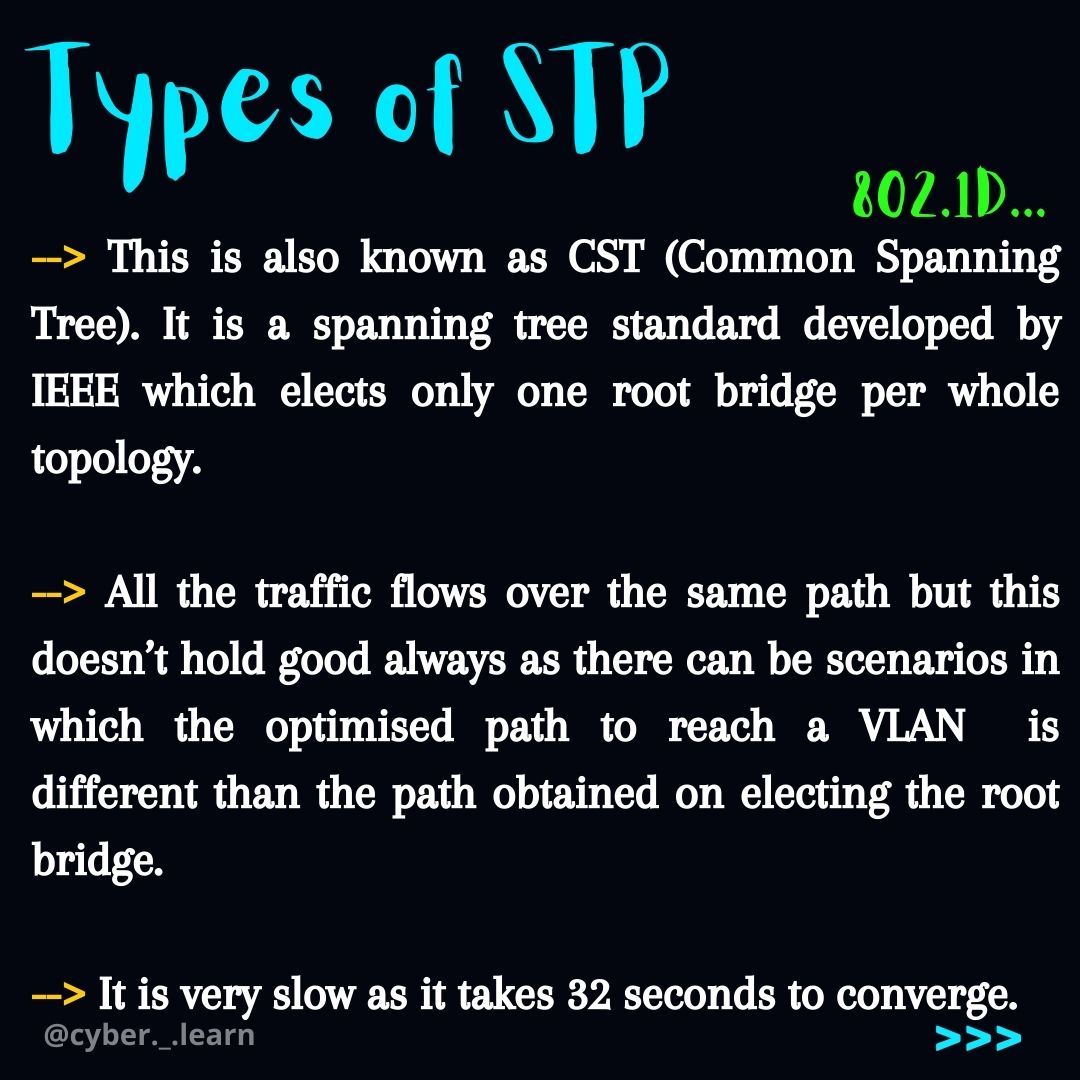 Types of STP
802.1D...
--> This is also known as CST (Common Spanning
Tree). It is a spanning tree standard developed by
IEEE which elects only one root bridge per whole
topology.
--> All the traffic flows over the same path but this
doesn’t hold good always as there can be scenarios in
which the optimised path to reach a VLAN is
different than the path obtained on electing the root
bridge.
--> It is very slow as it takes 32 seconds to converge.
@cyber._.learn
>>>